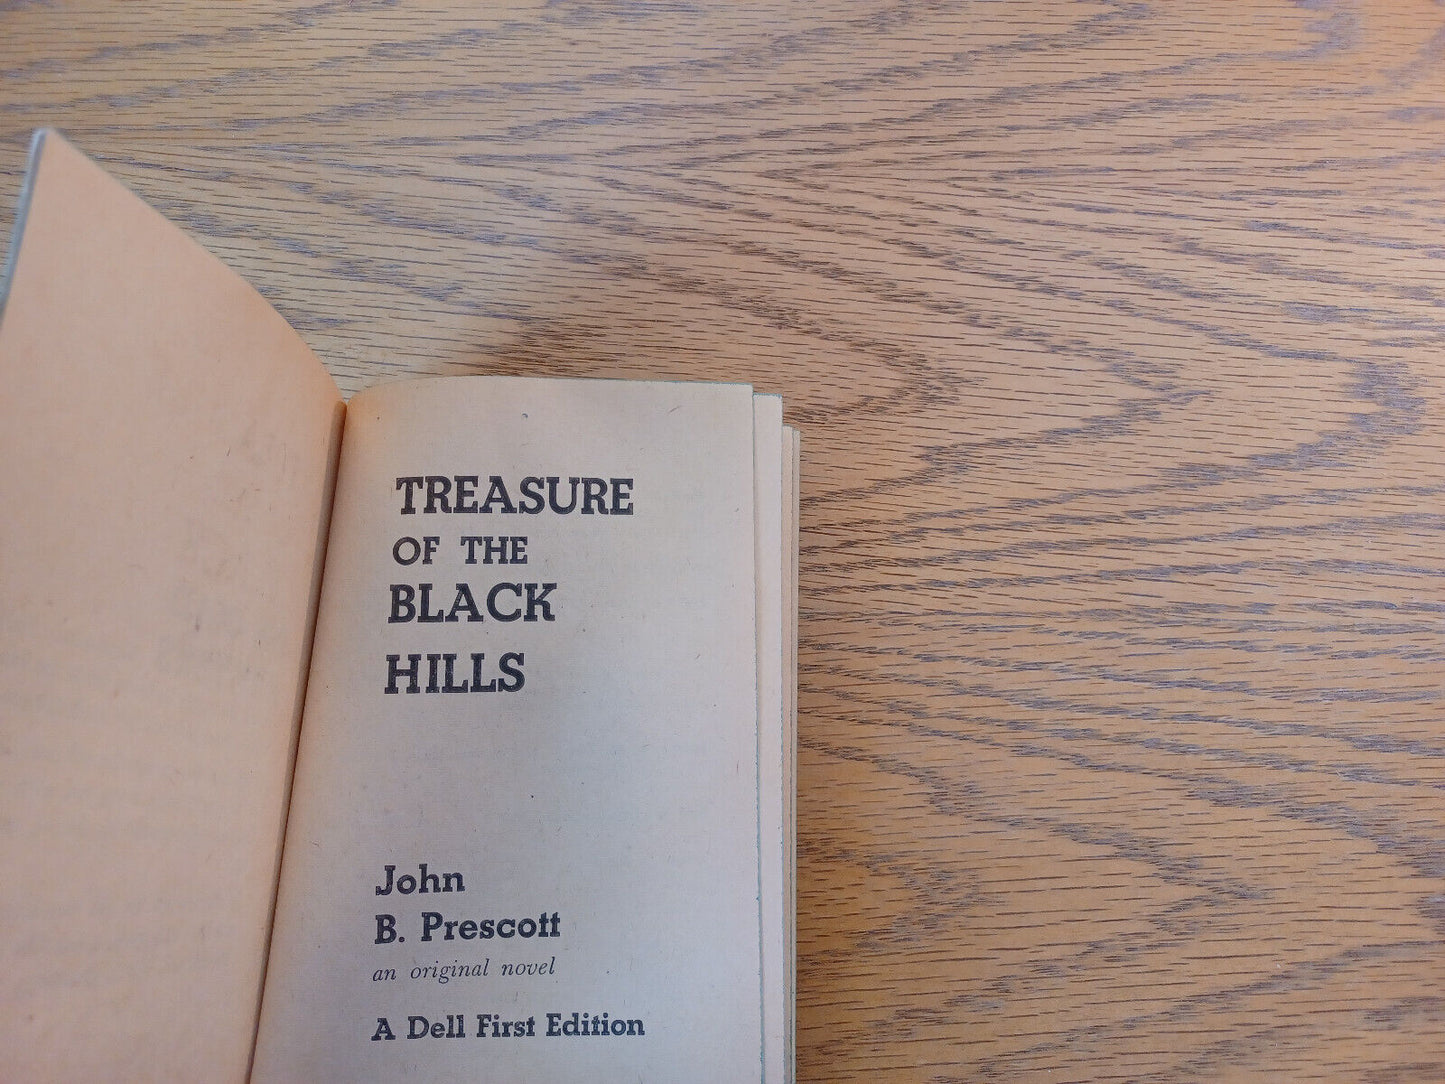 TREASURE
OF THE
BLACK
HILLS
John
B. Prescott
an original novel
A Dell First Edition